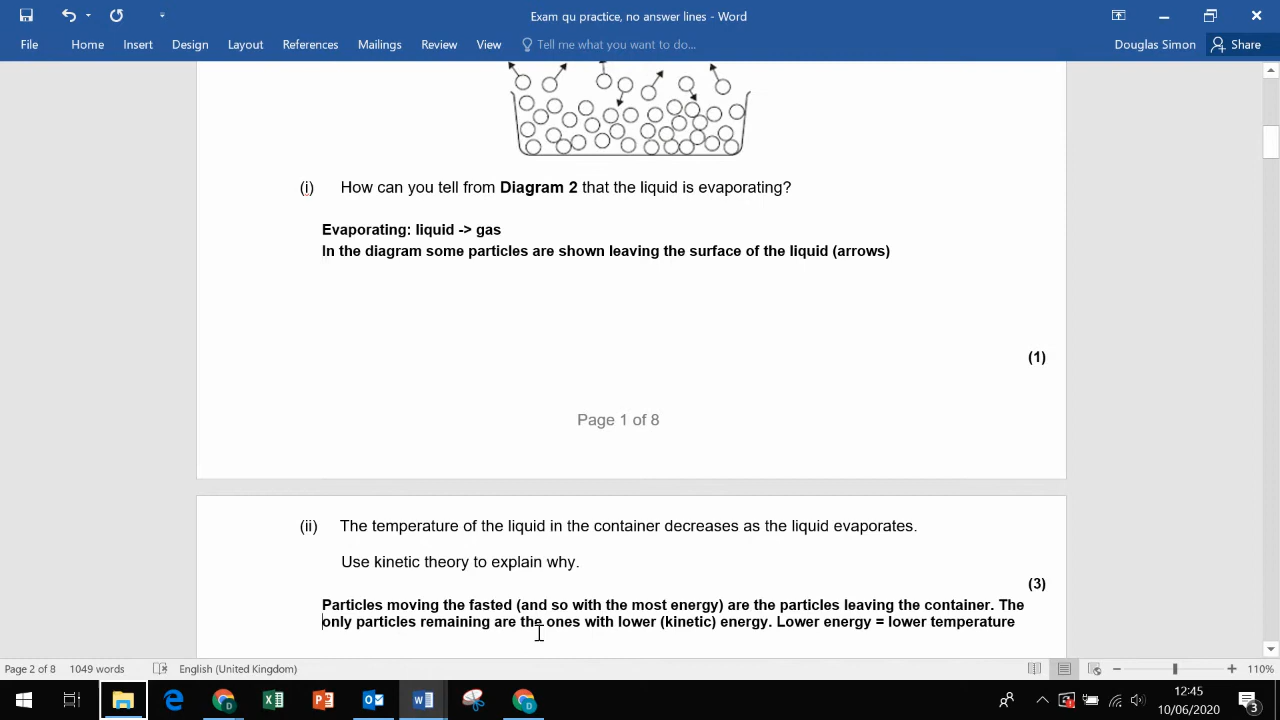 Exam qu practice, no answer lines - Word
File Home Insert Design Layout References Mailings Review View Tell me what you want to do... Douglas Simon Share
(i) How can you tell from Diagram 2 that the liquid is evaporating?
Evaporating: liquid -> gas
In the diagram some particles are shown leaving the surface of the liquid (arrows)
(1)
Page 1 of 8
(ii) The temperature of the liquid in the container decreases as the liquid evaporates.
Use kinetic theory to explain why.
(3)
Particles moving the fasted (and so with the most energy) are the particles leaving the container. The
only particles remaining are the ones with lower (kinetic) energy. Lower energy = lower temperature
Page 2 of 8 1049 words English (United Kingdom) 110%
12:45
10/06/2020
3